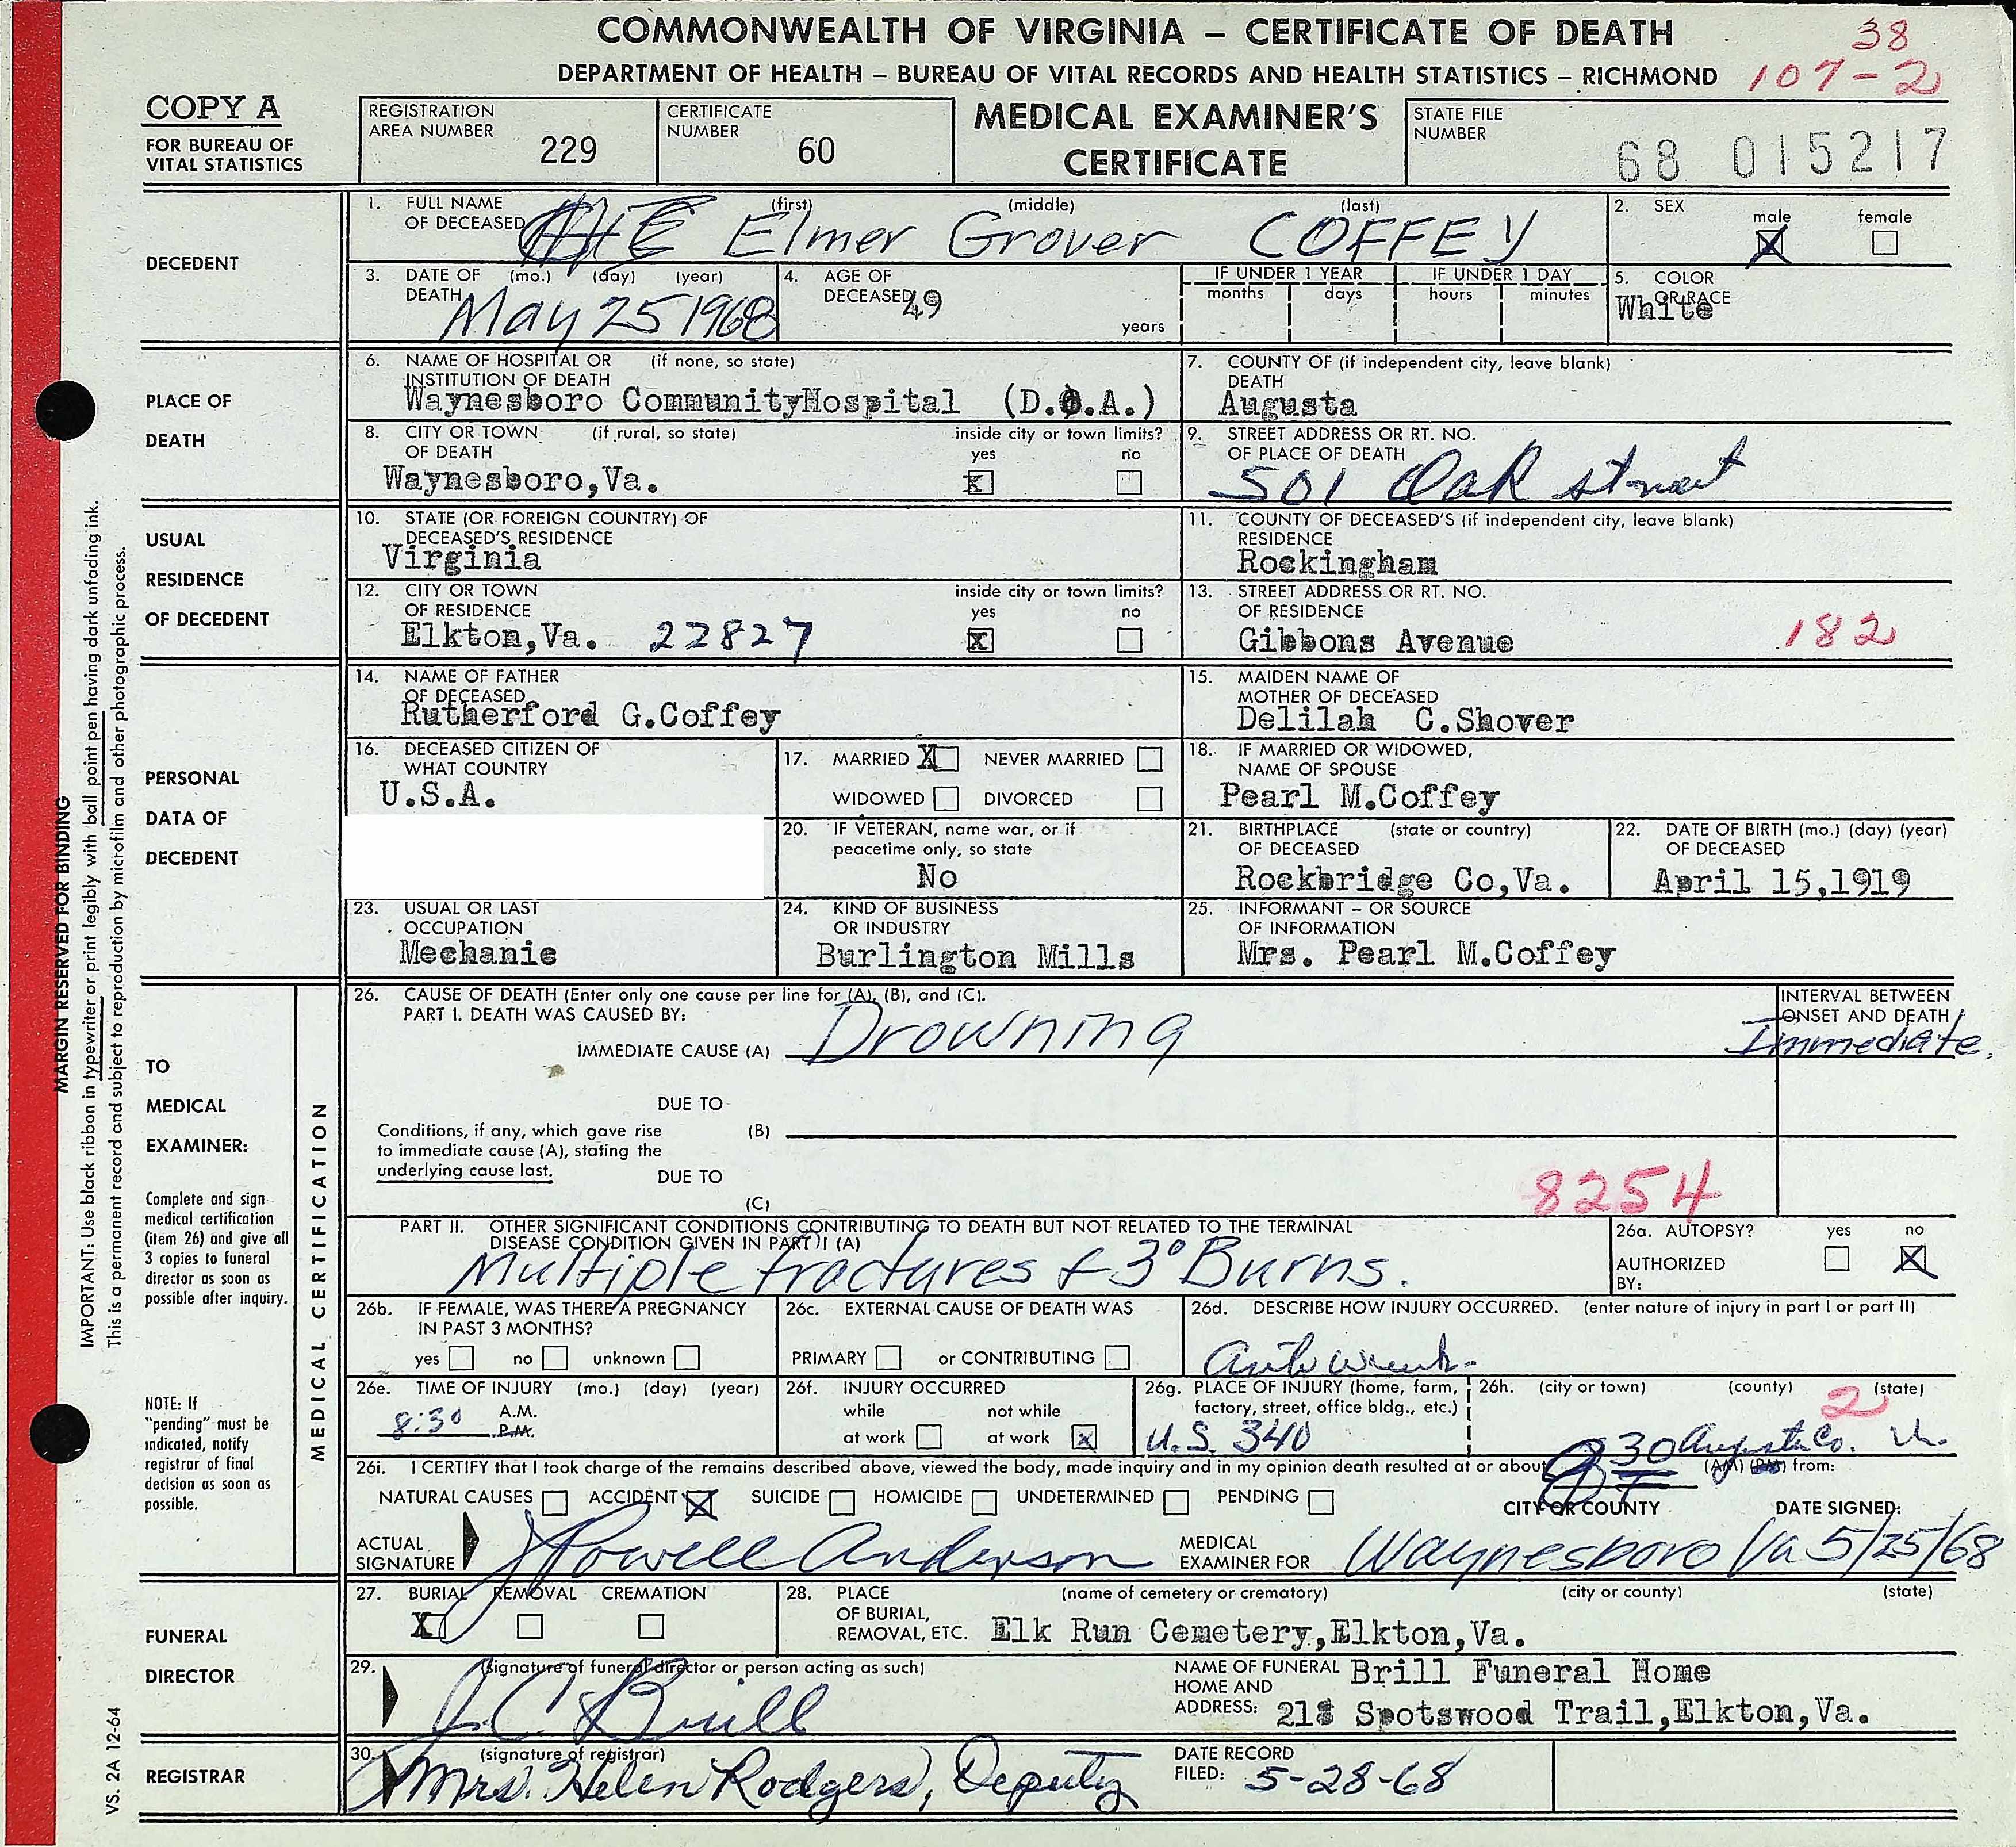 COMMONWEALTH OF VIRGINIA – CERTIFICATE OF DEATH
38
DEPARTMENT OF HEALTH – BUREAU OF VITAL RECORDS AND HEALTH STATISTICS – RICHMOND
107-2
COPY A
FOR BUREAU OF
VITAL STATISTICS
REGISTRATION
AREA NUMBER 229
CERTIFICATE
NUMBER 60
MEDICAL EXAMINER'S
CERTIFICATE
STATE FILE
NUMBER
68 015217
DECEDENT
1. FULL NAME (first) (middle) (last)
OF DECEASED Elmer Grover COFFEY
2. SEX
male female
X
3. DATE OF (mo.) (day) (year)
DEATH May 25 1968
4. AGE OF
DECEASED 49
years
IF UNDER 1 YEAR
months days
IF UNDER 1 DAY
hours minutes
5. COLOR
OR RACE
White
PLACE OF
DEATH
6. NAME OF HOSPITAL OR (if none, so state)
INSTITUTION OF DEATH
Waynesboro CommunityHospital (D.O.A.)
7. COUNTY OF (if independent city, leave blank)
DEATH
Augusta
8. CITY OR TOWN (if rural, so state) inside city or town limits?
OF DEATH yes no
Waynesboro,Va. X
9. STREET ADDRESS OR RT. NO.
OF PLACE OF DEATH
501 Oak street
USUAL
RESIDENCE
OF DECEDENT
10. STATE (OR FOREIGN COUNTRY) OF
DECEASED'S RESIDENCE
Virginia
11. COUNTY OF DECEASED'S (if independent city, leave blank)
RESIDENCE
Rockingham
12. CITY OR TOWN inside city or town limits?
OF RESIDENCE yes no
Elkton,Va. 22827 X
13. STREET ADDRESS OR RT. NO.
OF RESIDENCE
Gibbons Avenue 182
PERSONAL
DATA OF
DECEDENT
14. NAME OF FATHER
OF DECEASED
Rutherford G.Coffey
15. MAIDEN NAME OF
MOTHER OF DECEASED
Delilah C.Shover
16. DECEASED CITIZEN OF
WHAT COUNTRY
U.S.A.
17. MARRIED X NEVER MARRIED
WIDOWED DIVORCED
18. IF MARRIED OR WIDOWED,
NAME OF SPOUSE
Pearl M.Coffey
20. IF VETERAN, name war, or if
peacetime only, so state
No
21. BIRTHPLACE (state or country)
OF DECEASED
Rockbridge Co,Va.
22. DATE OF BIRTH (mo.) (day) (year)
OF DECEASED
April 15,1919
23. USUAL OR LAST
OCCUPATION
Mechanic
24. KIND OF BUSINESS
OR INDUSTRY
Burlington Mills
25. INFORMANT – OR SOURCE
OF INFORMATION
Mrs. Pearl M.Coffey
TO
MEDICAL
EXAMINER:
Complete and sign
medical certification
(item 26) and give all
3 copies to funeral
director as soon as
possible after inquiry.
NOTE: If
"pending" must be
indicated, notify
registrar of final
decision as soon as
possible.
MEDICAL CERTIFICATION
26. CAUSE OF DEATH (Enter only one cause per line for (A), (B), and (C).
PART I. DEATH WAS CAUSED BY:
IMMEDIATE CAUSE (A) Drowning
INTERVAL BETWEEN
ONSET AND DEATH
Immediate.
DUE TO
Conditions, if any, which gave rise (B)
to immediate cause (A), stating the
underlying cause last. DUE TO
(C)
8254
PART II. OTHER SIGNIFICANT CONDITIONS CONTRIBUTING TO DEATH BUT NOT RELATED TO THE TERMINAL
DISEASE CONDITION GIVEN IN PART I (A)
Multiple fractures & 3° Burns.
26a. AUTOPSY? yes no
AUTHORIZED X
BY:
26b. IF FEMALE, WAS THERE A PREGNANCY
IN PAST 3 MONTHS?
yes no unknown
26c. EXTERNAL CAUSE OF DEATH WAS
PRIMARY or CONTRIBUTING
26d. DESCRIBE HOW INJURY OCCURRED. (enter nature of injury in part I or part II)
Auto wreck.
26e. TIME OF INJURY (mo.) (day) (year)
8:30 A.M.
P.M.
26f. INJURY OCCURRED
while not while
at work at work X
26g. PLACE OF INJURY (home, farm,
factory, street, office bldg., etc.)
U.S. 340
26h. (city or town) (county) (state)
2
Augusta Co. Va.
26i. I CERTIFY that I took charge of the remains described above, viewed the body, made inquiry and in my opinion death resulted at or about 8 30 (AM) (PM) from:
NATURAL CAUSES ACCIDENT X SUICIDE HOMICIDE UNDETERMINED PENDING
CITY OR COUNTY DATE SIGNED:
ACTUAL
SIGNATURE J Powell Anderson
MEDICAL
EXAMINER FOR Waynesboro Va 5/25/68
FUNERAL
DIRECTOR
27. BURIAL REMOVAL CREMATION
X
28. PLACE (name of cemetery or crematory) (city or county) (state)
OF BURIAL,
REMOVAL, ETC. Elk Run Cemetery,Elkton,Va.
29. (signature of funeral director or person acting as such)
J.C Brill
NAME OF FUNERAL Brill Funeral Home
HOME AND
ADDRESS: 218 Spotswood Trail,Elkton,Va.
REGISTRAR
30. (signature of registrar)
Mrs. Helen Rodgers, Deputy
DATE RECORD
FILED: 5-28-68
MARGIN RESERVED FOR BINDING
IMPORTANT: Use black ribbon in typewriter or print legibly with ball point pen having dark unfading ink.
This is a permanent record and subject to reproduction by microfilm and other photographic process.
VS. 2A 12-64